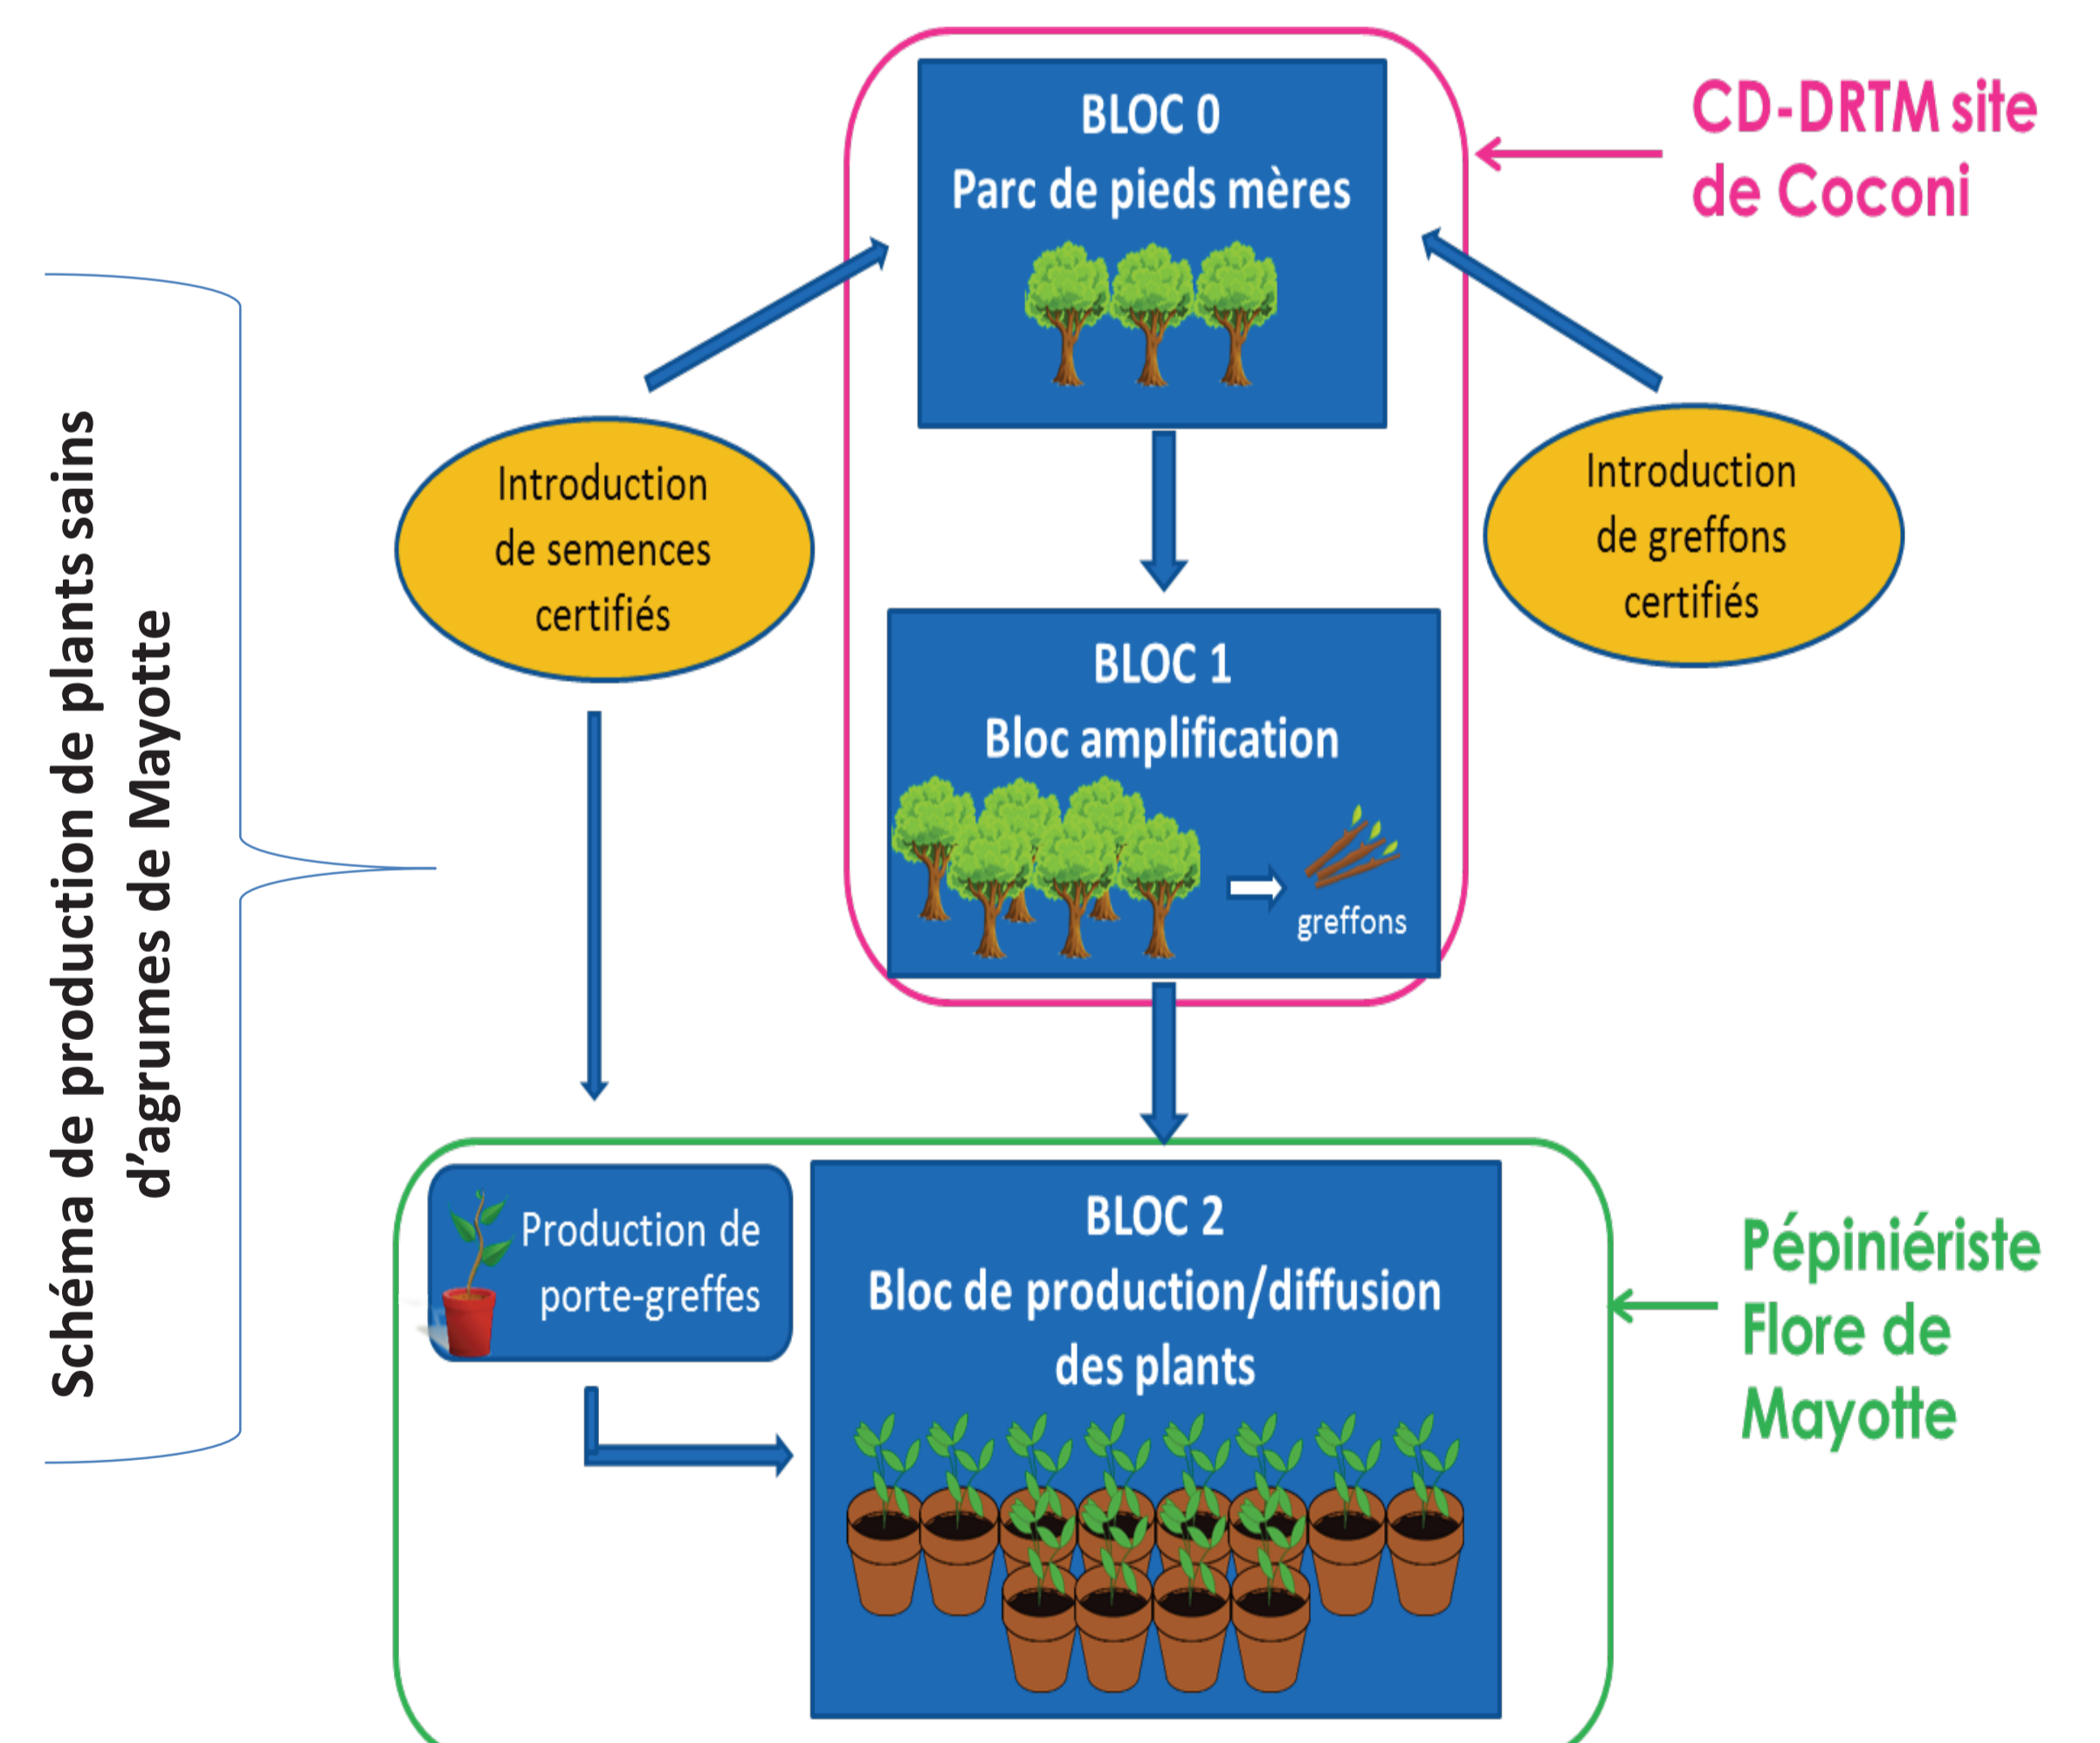 Schéma de production de plants sains
d'agrumes de Mayotte
BLOC 0
Parc de pieds mères
CD-DRTM site
de Coconi
Introduction
de semences
certifiés
Introduction
de greffons
certifiés
BLOC 1
Bloc amplification
greffons
Production de
porte-greffes
BLOC 2
Bloc de production/diffusion
des plants
Pépiniériste
Flore de
Mayotte